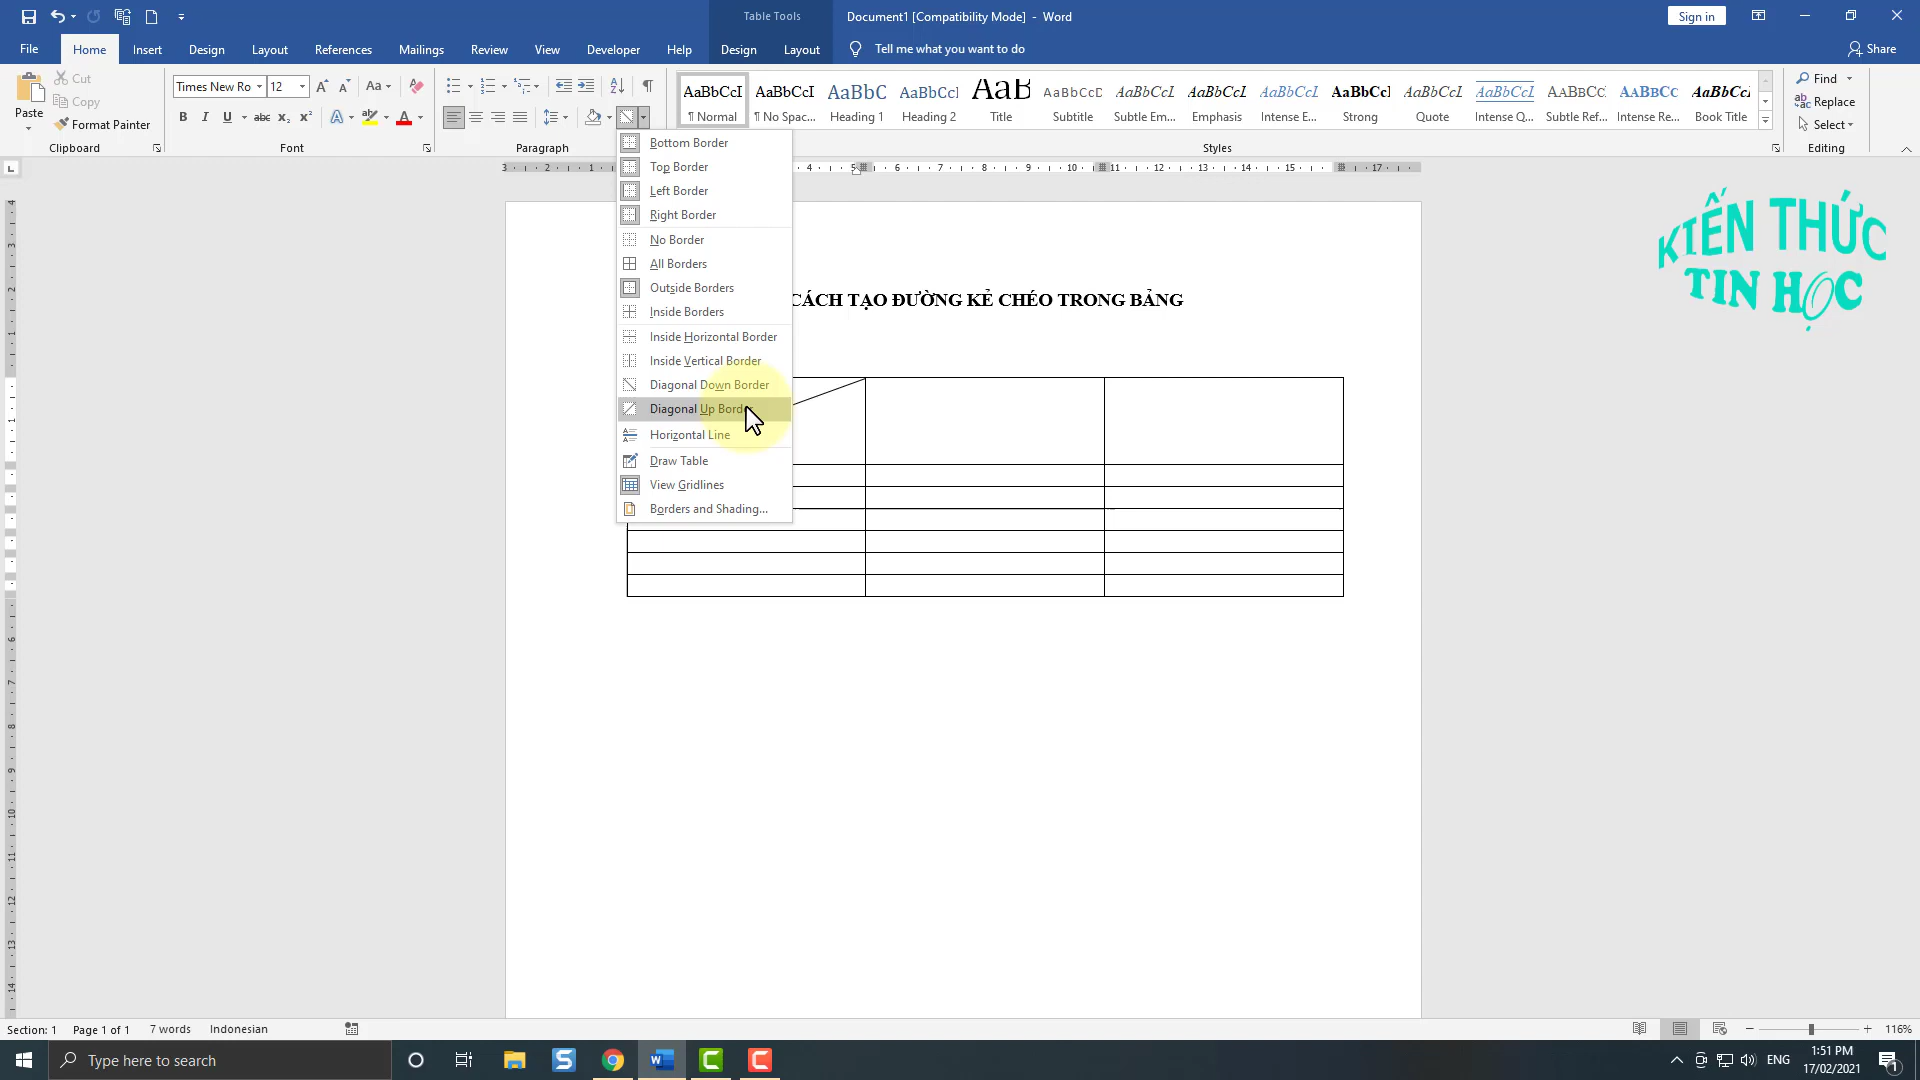 Table Tools
Document1 [Compatibility Mode] - Word
Sign in
File
Home
Insert
Design
Layout
References
Mailings
Review
View
Developer
Help
Design
Layout
Tell me what you want to do
Share
Paste
Cut
Copy
Format Painter
Clipboard
Times New Ro
12
Font
Paragraph
AaBbCcI
¶ Normal
AaBbCcI
¶ No Spac...
AaBbC
Heading 1
AaBbCcI
Heading 2
AaB
Title
AaBbCcD
Subtitle
AaBbCcL
Subtle Em...
AaBbCcL
Emphasis
AaBbCcL
Intense E...
AaBbCcI
Strong
AaBbCcL
Quote
AaBbCcL
Intense Q...
AABBCC
Subtle Ref...
AABBCC
Intense Re...
AaBbCcL
Book Title
Styles
Find
Replace
Select
Editing
Bottom Border
Top Border
Left Border
Right Border
No Border
All Borders
Outside Borders
Inside Borders
Inside Horizontal Border
Inside Vertical Border
Diagonal Down Border
Diagonal Up
Horizontal Line
Draw Table
View Gridlines
Borders and Shading...
CÁCH TẠO ĐƯỜNG KẺ CHÉO TRONG BẢNG
KIẾN THỨC
TIN HỌC
Section: 1
Page 1 of 1
7 words
Indonesian
116%
Type here to search
ENG
1:51 PM
17/02/2021